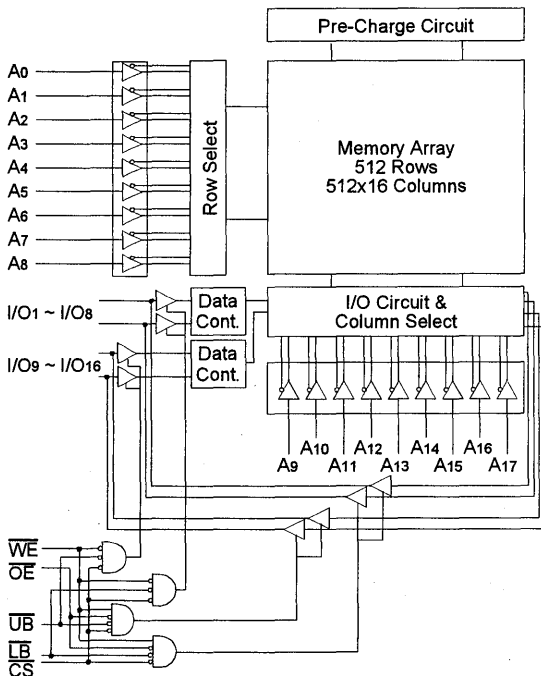 Pre-Charge Circuit
A0
A1
A2
A3
A4
A5
A6
A7
A8
Row Select
Memory Array
512 Rows
512x16 Columns
I/O1 ~ I/O8
Data
Cont.
I/O Circuit &
Column Select
I/O9 ~ I/O16
Data
Cont.
A10 A12 A14 A16
A9 A11 A13 A15 A17
WE
OE
UB
LB
CS